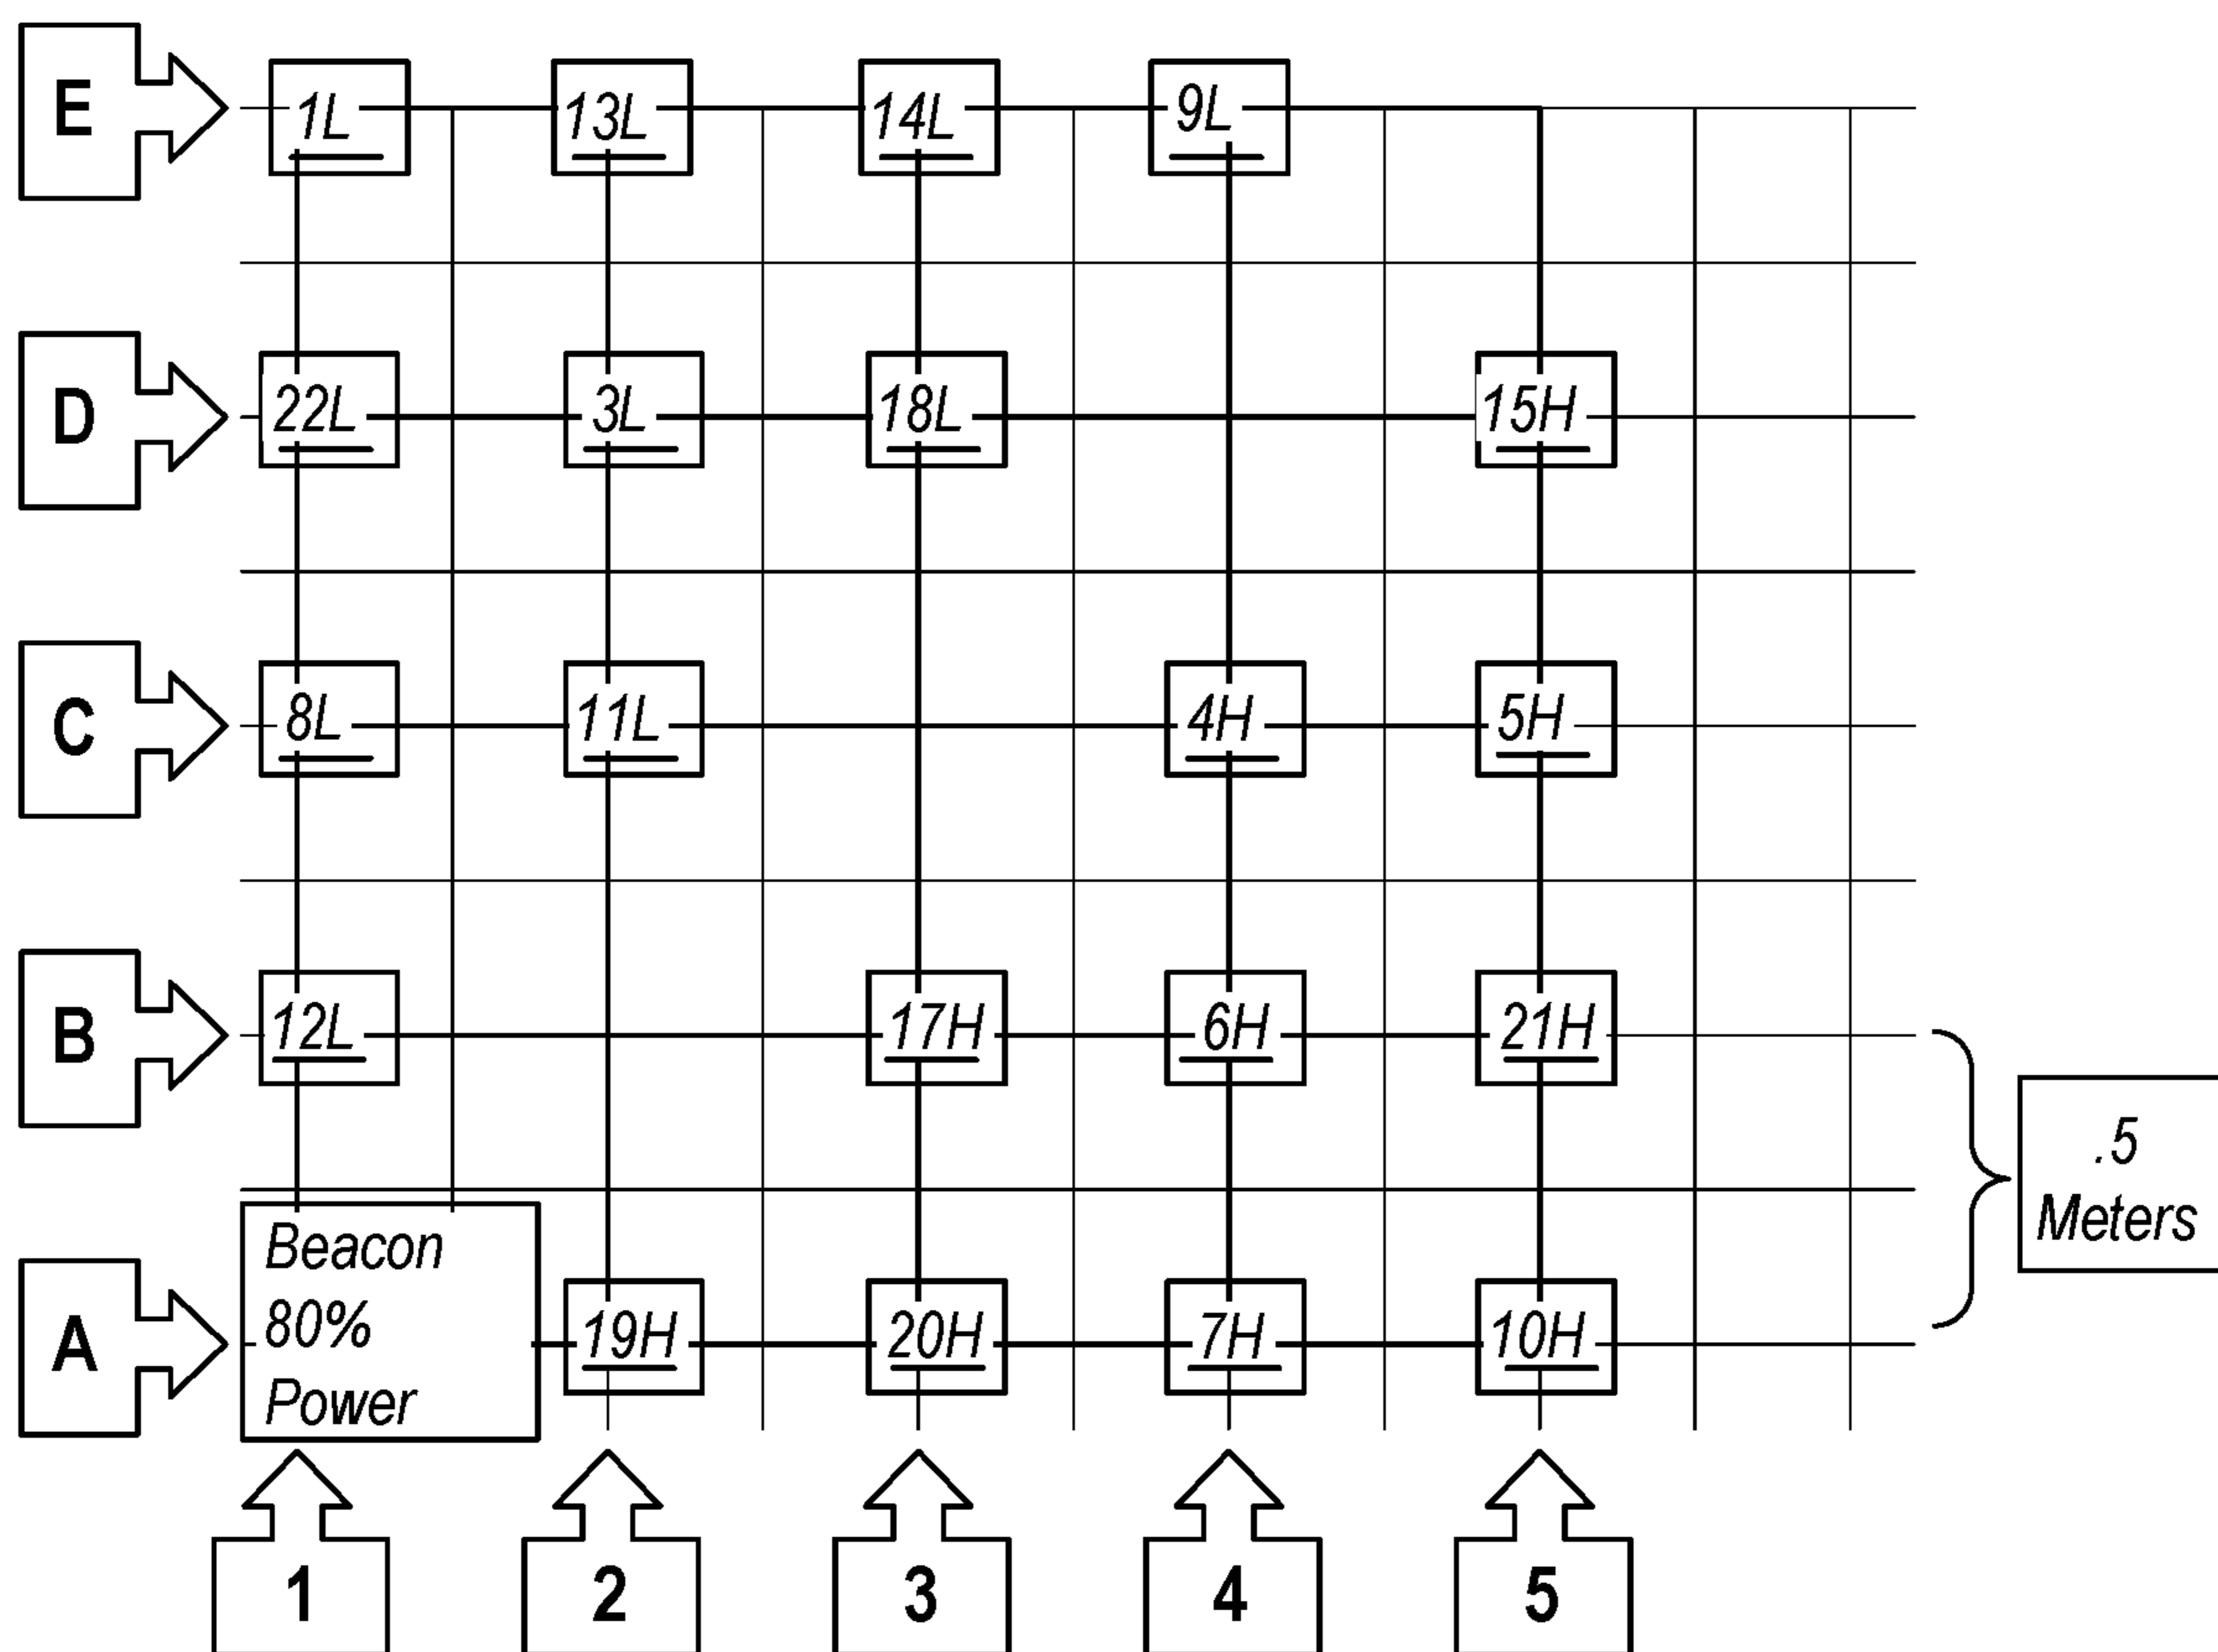 E 1L 13L 14L 9L
D 22L 3L 18L 15H
C 8L 11L 4H 5H
B 12L 17H 6H 21H
.5
Meters
Beacon
80%
Power
A 19H 20H 7H 10H
1 2 3 4 5